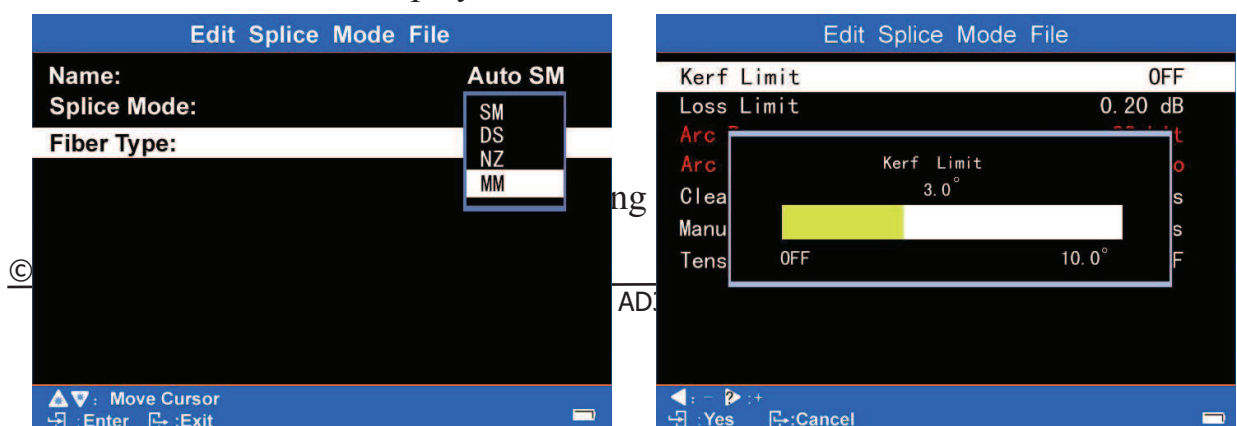 Edit Splice Mode File
Name: Auto SM
Splice Mode:
SM
Fiber Type:
DS
NZ
MM
▲▼: Move Cursor
:Enter :Exit
ng
©
AD
Edit Splice Mode File
Kerf Limit OFF
Loss Limit 0.20 dB
Arc
Arc o
Kerf Limit
3.0°
Clea s
Manu s
Tens F
OFF 10.0°
◀: - ▶:+
:Yes :Cancel